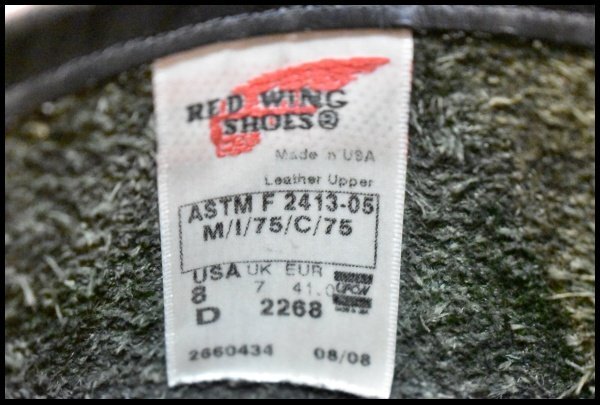 RED WING
SHOES®
Made in USA
Leather Upper
ASTM F 2413-05
M/I/75/C/75
USA UK EUR
8 7 41.0
D 2268
2660434 08/08